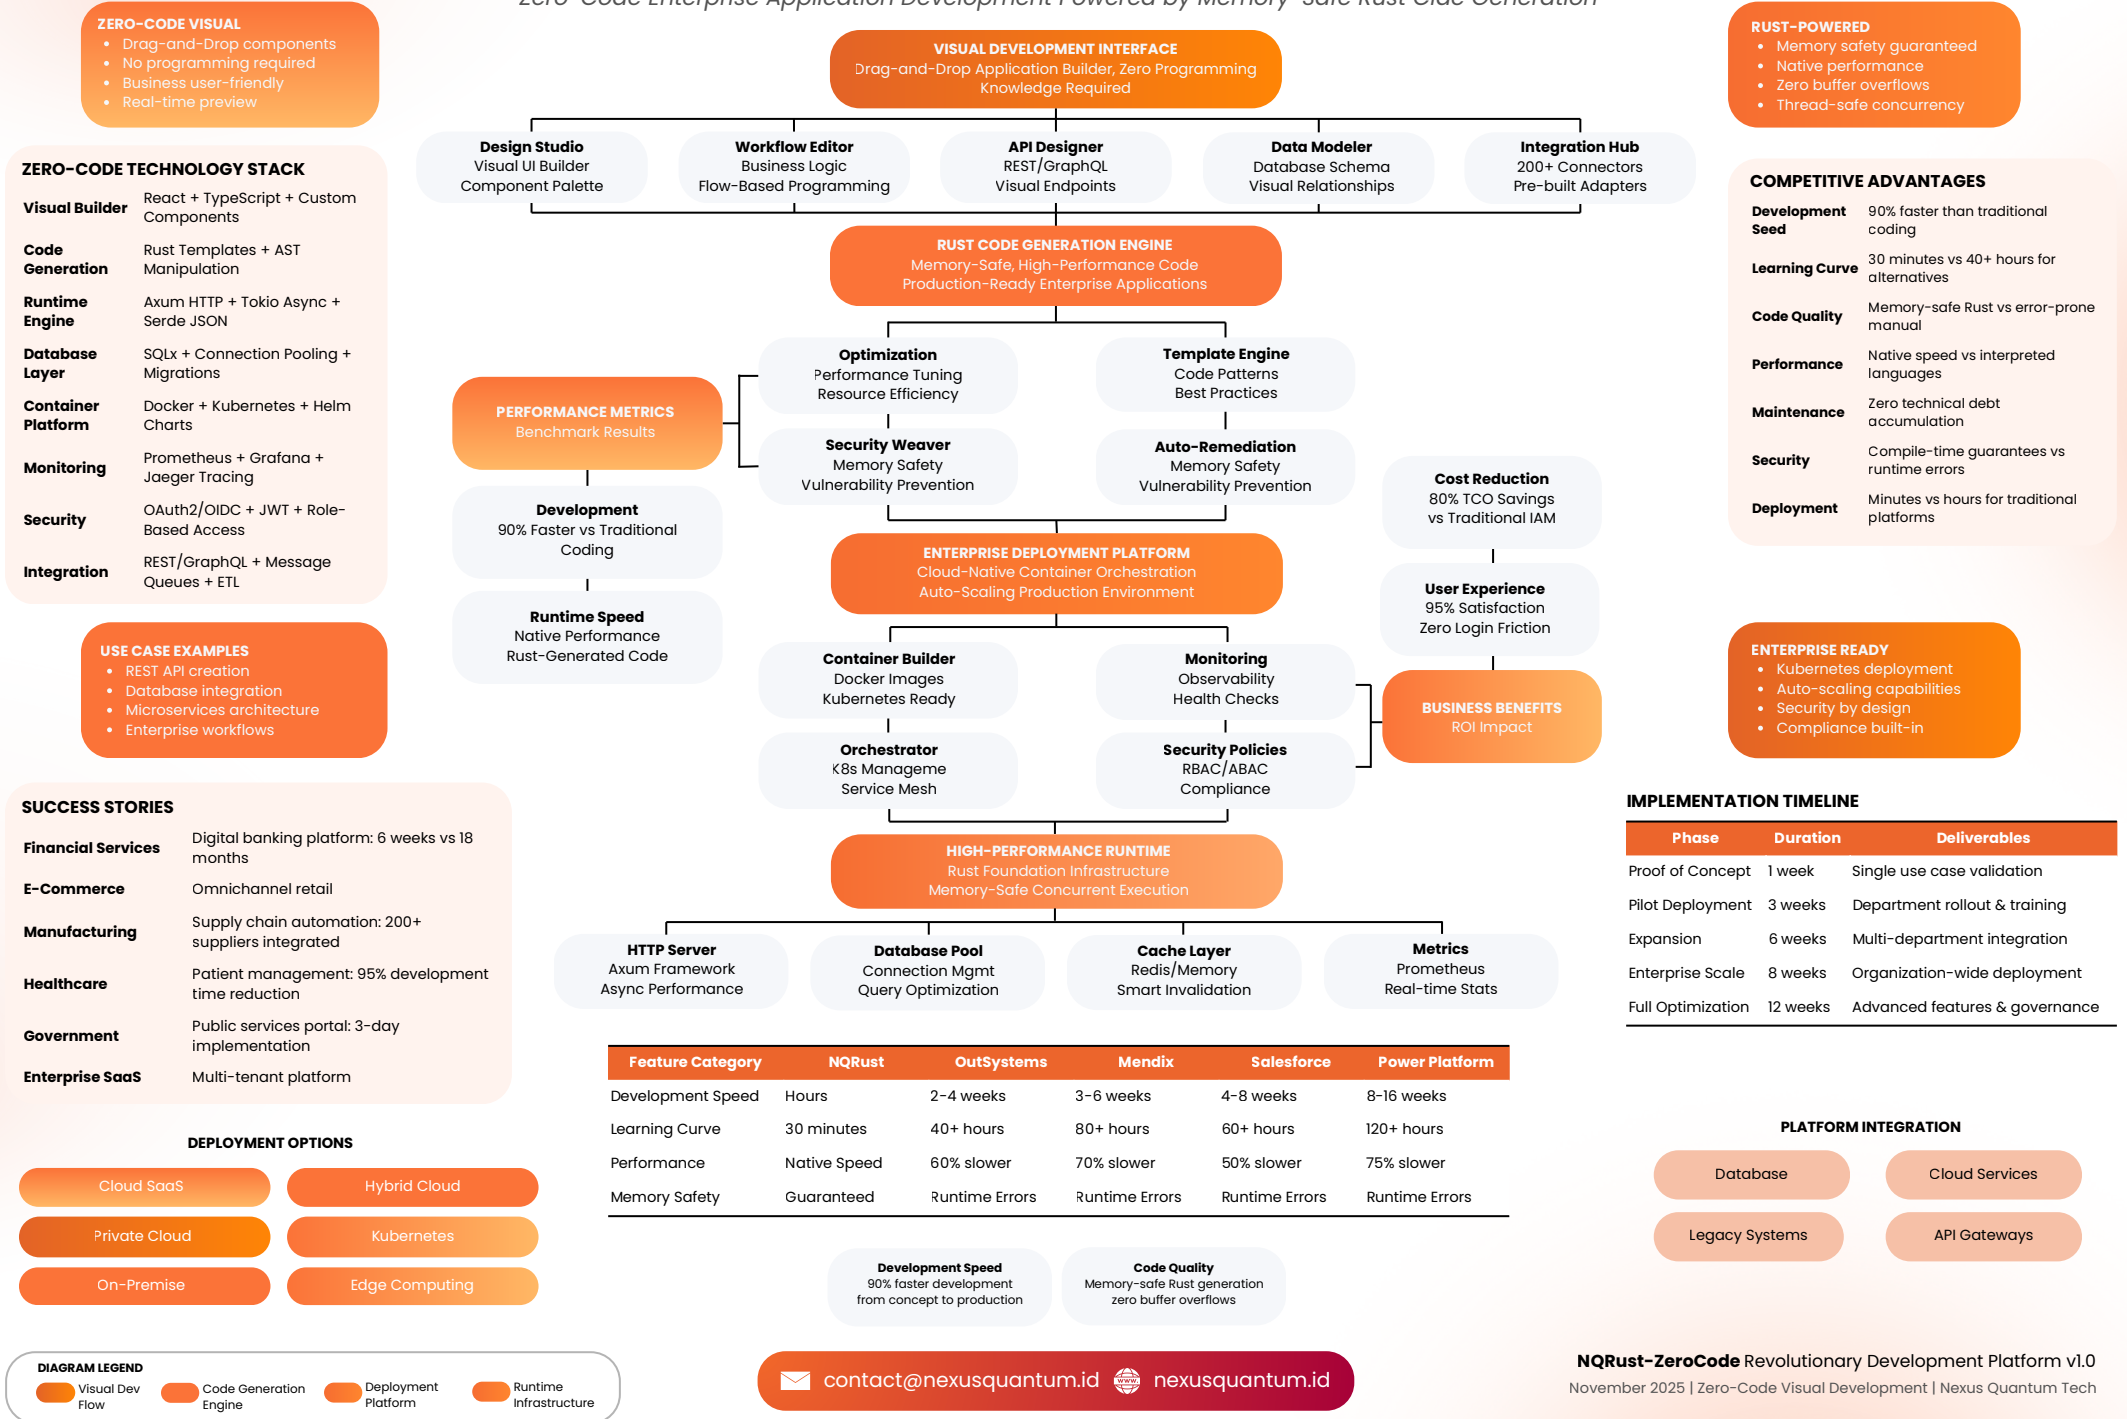 Zero-Code Enterprise Application Development Powered by Memory-safe Rust Clde Generation
ZERO-CODE VISUAL
• Drag-and-Drop components
• No programming required
• Business user-friendly
• Real-time preview
VISUAL DEVELOPMENT INTERFACE
Drag-and-Drop Application Builder, Zero Programming
Knowledge Required
RUST-POWERED
• Memory safety guaranteed
• Native performance
• Zero buffer overflows
• Thread-safe concurrency
Design Studio
Visual UI Builder
Component Palette
Workflow Editor
Business Logic
Flow-Based Programming
API Designer
REST/GraphQL
Visual Endpoints
Data Modeler
Database Schema
Visual Relationships
Integration Hub
200+ Connectors
Pre-built Adapters
ZERO-CODE TECHNOLOGY STACK
Visual Builder
React + TypeScript + Custom
Components
Code
Generation
Rust Templates + AST
Manipulation
Runtime
Engine
Axum HTTP + Tokio Async +
Serde JSON
Database
Layer
SQLx + Connection Pooling +
Migrations
Container
Platform
Docker + Kubernetes + Helm
Charts
Monitoring
Prometheus + Grafana +
Jaeger Tracing
Security
OAuth2/OIDC + JWT + Role-
Based Access
Integration
REST/GraphQL + Message
Queues + ETL
RUST CODE GENERATION ENGINE
Memory-Safe, High-Performance Code
Production-Ready Enterprise Applications
Optimization
Performance Tuning
Resource Efficiency
Template Engine
Code Patterns
Best Practices
PERFORMANCE METRICS
Benchmark Results
Security Weaver
Memory Safety
Vulnerability Prevention
Auto-Remediation
Memory Safety
Vulnerability Prevention
Development
90% Faster vs Traditional
Coding
Runtime Speed
Native Performance
Rust-Generated Code
Cost Reduction
80% TCO Savings
vs Traditional IAM
User Experience
95% Satisfaction
Zero Login Friction
BUSINESS BENEFITS
ROI Impact
COMPETITIVE ADVANTAGES
Development
Seed
90% faster than traditional
coding
Learning Curve
30 minutes vs 40+ hours for
alternatives
Code Quality
Memory-safe Rust vs error-prone
manual
Performance
Native speed vs interpreted
languages
Maintenance
Zero technical debt
accumulation
Security
Compile-time guarantees vs
runtime errors
Deployment
Minutes vs hours for traditional
platforms
ENTERPRISE DEPLOYMENT PLATFORM
Cloud-Native Container Orchestration
Auto-Scaling Production Environment
Container Builder
Docker Images
Kubernetes Ready
Monitoring
Observability
Health Checks
Orchestrator
K8s Manageme
Service Mesh
Security Policies
RBAC/ABAC
Compliance
USE CASE EXAMPLES
• REST API creation
• Database integration
• Microservices architecture
• Enterprise workflows
ENTERPRISE READY
• Kubernetes deployment
• Auto-scaling capabilities
• Security by design
• Compliance built-in
SUCCESS STORIES
Financial Services
Digital banking platform: 6 weeks vs 18
months
E-Commerce
Omnichannel retail
Manufacturing
Supply chain automation: 200+
suppliers integrated
Healthcare
Patient management: 95% development
time reduction
Government
Public services portal: 3-day
implementation
Enterprise SaaS
Multi-tenant platform
HIGH-PERFORMANCE RUNTIME
Rust Foundation Infrastructure
Memory-Safe Concurrent Execution
HTTP Server
Axum Framework
Async Performance
Database Pool
Connection Mgmt
Query Optimization
Cache Layer
Redis/Memory
Smart Invalidation
Metrics
Prometheus
Real-time Stats
IMPLEMENTATION TIMELINE
Phase Duration Deliverables
Proof of Concept 1 week Single use case validation
Pilot Deployment 3 weeks Department rollout & training
Expansion 6 weeks Multi-department integration
Enterprise Scale 8 weeks Organization-wide deployment
Full Optimization 12 weeks Advanced features & governance
Feature Category NQRust OutSystems Mendix Salesforce Power Platform
Development Speed Hours 2-4 weeks 3-6 weeks 4-8 weeks 8-16 weeks
Learning Curve 30 minutes 40+ hours 80+ hours 60+ hours 120+ hours
Performance Native Speed 60% slower 70% slower 50% slower 75% slower
Memory Safety Guaranteed Runtime Errors Runtime Errors Runtime Errors Runtime Errors
DEPLOYMENT OPTIONS
Cloud SaaS
Hybrid Cloud
Private Cloud
Kubernetes
On-Premise
Edge Computing
PLATFORM INTEGRATION
Database
Cloud Services
Legacy Systems
API Gateways
Development Speed
90% faster development
from concept to production
Code Quality
Memory-safe Rust generation
zero buffer overflows
DIAGRAM LEGEND
Visual Dev
Flow
Code Generation
Engine
Deployment
Platform
Runtime
Infrastructure
contact@nexusquantum.id
www.
nexusquantum.id
NQRust-ZeroCode Revolutionary Development Platform v1.0
November 2025 | Zero-Code Visual Development | Nexus Quantum Tech